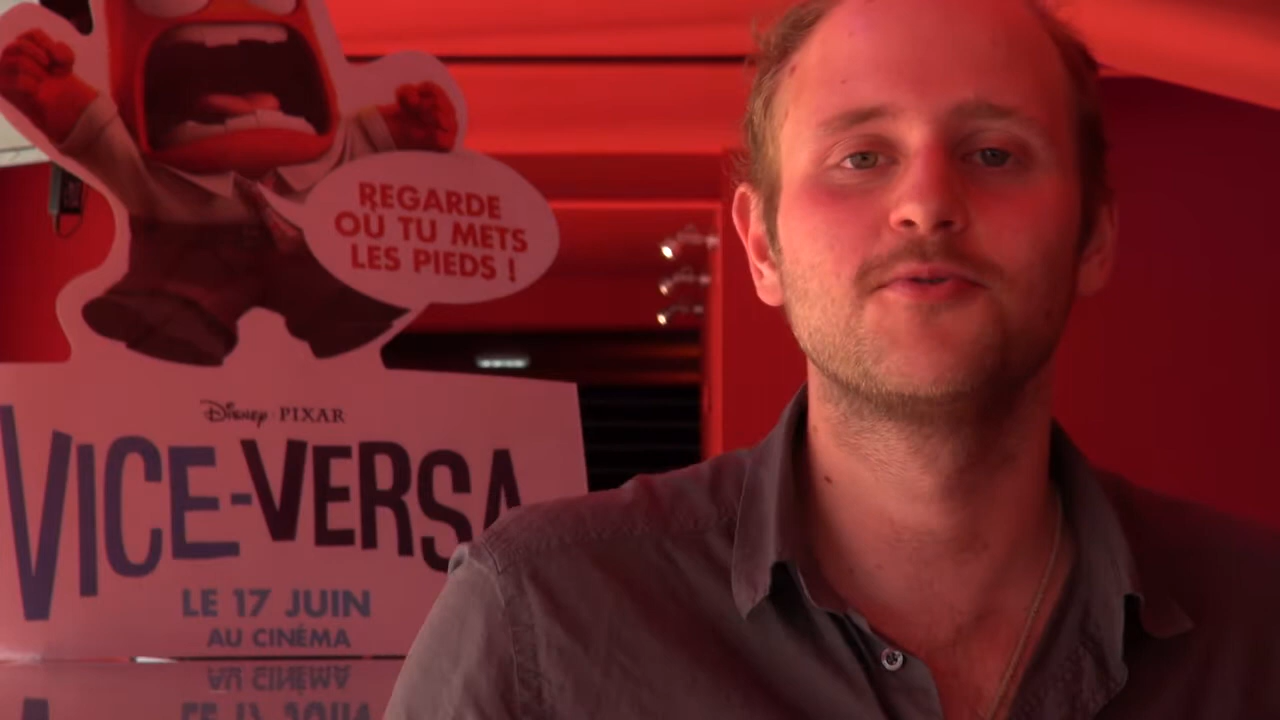 REGARDE
OÙ TU METS
LES PIEDS !
Disney · PIXAR
VICE-VERSA
LE 17 JUIN
AU CINÉMA